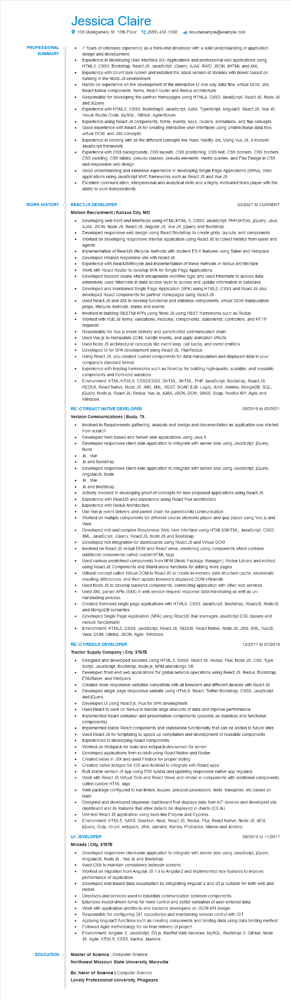 Jessica Claire
100 Montgomery St. 10th Floor (555) 432-1000 resumesample@example.com
PROFESSIONAL
SUMMARY
• 7 Years of extensive experience as a front-end developer with a solid understanding of application
design and development.
• Experience in developing User Interface (UI) Applications and professional web applications using
HTML5, CSS3, Bootstrap, React.JS, JavaScript, JQuery, AJAX, RWD, JSON, XHTML and XML.
• Experience with Grunt task runner and installed the latest version of libraries with Bower based on
running in the Node.JS environment.
• Hands-on experience on the development of the interactive UI one-way data flow, virtual DOM, JSX,
React Native components, forms, React router and Redux architecture.
• Responsible for developing the partner Homepages using HTML5, CSS3, JavaScript, React JS, Node JS
and JQuery.
• Experience with HTML5, CSS3, Bootstrap3, JavaScript, AJAX, TypeScript, Angular2, React JS, Vue JS,
Visual Studio Code, MySQL, GitHub, Agile/Scrum.
• Experience using React JS components, forms, events, keys, routers, animations, and flux concepts.
• Good experience with React JS for creating interactive user interfaces using unidirectional data flow,
virtual DOM, and JSX concepts.
• Experience in working with all the different concepts like Vuex, Vuetify, etc. Using Vue JS, a modern
JavaScript framework.
• Experience with CSS backgrounds, CSS layouts, CSS positioning, CSS text, CSS borders, CSS borders,
CSS padding, CSS tables, pseudo-classes, pseudo-elements, media queries, and Flex Design in CSS
and responsive web design.
• Good understanding and extensive experience in developing Single Page Applications (SPAs), Web
applications using JavaScript MVC frameworks such as React JS and Vue JS.
• Excellent communication, interpersonal and analytical skills and a highly motivated team player with the
ability to work independently.
WORK HISTORY
REACT.JS DEVELOPER 03/2021 to CURRENT
Motion Recruitment | Kansas City, MO
• Developing web front end interfaces using HTML/HTML 5, CSS3, JavaScript, PHP,XHTML, jQuery, Java,
AJAX, JSON, Node JS, React JS, Angular JS, Vue JS, jQuery and Bootstrap
• Developed responsive web design using React Bootstrap to create grids, layouts, and components
• Worked on developing responsive internal application using React JS to collect metrics from users and
agents
• Implementation of ReactJS lifecycle methods with modern ES 6 features using Babel and Webpack
• Developed intranet responsive site with React JS
• Experience with ReactJSlifecycle and implementation of these methods in Redux architecture
• Work with React Router to develop SPA for Single Page Applications
• Developed Session beans which encapsulate workflow logic and used Hibernate to access data
extensively used Hibernate in data access layer to access and update information in database
• Developed and maintained Single Page Application (SPA) using HTML5, CSS3 and React.JS also
developed React components for partner homepages using React.JS
• Used React.JS and JSX to develop functional and stateless components, virtual DOM manipulation
props, lifecycle methods, states and events
• Involved in building RESTful API's using Node.JS using REST frameworks such as Redux
• Worked with VUE JS forms, validations, modules, components, statements, controllers, and HTTP
requests
• Responsible for Vue.js event delivery and parent-child communication chain
• Used Vue.js to manipulate DOM, handle events, and apply animation effects
• Used Node.JS architectural concepts like event loop, call backs, and event emitters
• Developed UI for SPA development using React JS, Flux/Redux
• Using React JS, you created custom components for data manipulation and displayed data in your
company's standard format
• Experience with leading frameworks such as React.js for building high-quality, scalable, and reusable
components and front-end solutions
• Environment: HTML/HTML5, CSS2/CSS3, DHTML, XHTML, PHP, JavaScript, Bootstrap, React JS,
REDUX, React Native, Node.JS, JMS, XML, REST, SOAP, EJB, Log4j, JUnit, Jenkins, MongoDB, SQL,
jQuery, Node.js, React JS, Redux, Vue Js, AJAX, JSON, DOM, SASS, Soap, Restful API, Agile and
Windows.
REACT/REACT NATIVE DEVELOPER 08/2019 to 02/2021
Verizon Communications | Buda, TX
• Involved in Requirements gathering, analysis and design and documentation as application was started
from scratch
• Developed Web based and Server side applications using Java 8
• Developed responsive client-side application to integrate with server side using JavaScript, jQuery,
Node
• Js , Vue
• Js and Bootstrap
• Developed responsive client-side application to integrate with server side using JavaScript, jQuery,
AngularJS, Node
• Js , Vue
• Js and Bootstrap
• Actively involved in developing proof-of-concepts for new proposed applications using React JS
• Experience with ReactJS and experience using React Flux architecture
• Experience with Redux Architecture
• Use Vue.js event delivery and parent chain for parent-child communication
• Worked on multiple components for different course elements player and quiz player using Vue.js and
Vuex
• Developed rich and complex Responsive Web User Interface using HTML5/XHTML, JavaScript, CSS3,
XML, JavaScript, JQuery, React.JS, Node.JS and Bootstrap
• Developed rich integration for dashboards using React.JS and Virtual DOM
• Involved on React.JS virtual DOM and React views, rendering using components which contains
additional components called custom HTML tags
• Used various predefined components from NPM (Node Package Manager), Redux Library and worked
using React.JS Components and Stand-alone functions for adding more pages
• Utilized concept called Virtual DOM in React.JS to create in-memory data structure cache, enumerate
resulting differences, and then update browser's displayed DOM efficiently
• Used Node.JS to develop backend components, connecting application with other web services
• Used XML parser APIs (SAX) in web service request response data marshaling as well as un-
marshalling process
• Created front-end single page applications with HTML5, CSS3, JavaScript, Bootstrap, ReactJS, NodeJS,
and MongoDB semantics
• Developed Single Page Application (SPA) using ReactJS that leverages JavaScript ES6 classes and
module functionality
• Environment: HTML5, CSS3, JavaScript, React.JS, REDUX, React Native, Node.JS, JMS, XML, VueJS,
Vuex, DOM, GitHub, JSON, Agile, Windows.
REACT/REDUX DEVELOPER 12/2017 to 07/2019
Tractor Supply Company | City, STATE
• Designed and developed websites using HTML 5, SASS, React JS, Redux, Flux, Node JS, CSS, Type
Script, JavaScript, Bootstrap, Node.js, NPM and Mongo DB
• Developed front-end web applications for global network operations using React JS, Redux, Bootstrap,
ES6/Babel, and Webpack
• Created more responsive websites compatible with all browsers and different devices with React JS
• Developed single page responsive website using HTML5, React, Twitter Bootstrap, CSS3, JavaScript
and jQuery
• Developed UI using React js, Flux for SPA development
• Used React to work on Redux to handle large amounts of data and improve performance
• Implemented React container and presentation components (possibly as stateless and functional
components)
• Implemented stable React components and standalone functionality that can be added to future sites
• Used React JS for templating to speed up compilation and development of reusable components
• Experienced in developing React components
• Worked on Webpack for build and webpack-dev-server for server
• Developed applications from scratch using React Native and Redux
• Created views in JSX and used Flexbox for proper styling
• Created native bridges for iOS and Android to integrate with React apps
• Built stable version of app using ES6 syntax and updating responsive native app regularly
• Work with React JS Virtual Dom and React Views and render in components with additional components
called custom HTML tags
• Web package configured to run linters, loupes, pre/post processors, tests, transpires, etc based on
build
• Designed and developed dispenser dashboard that displays data from IoT devices and developed site
dashboard and its features that allow data to be displayed in charts (C3.Js)
• Unit test React JS application using tools like Enzyme and Cypress
• Environment: HTML5, SASS, Bourbon, Neat, React JS, Redux, Flux, React Native, Node JS, AEM,
jQuery, Gulp, Grunt, webpack, JIRA, Jasmine, Karma, Protractor, Maven and Jenkins.
UI DEVELOPER 09/2015 to 11/2017
Mroads | City, STATE
• Developed responsive client-side application to integrate with server side using JavaScript, jQuery,
AngularJS, Node Js , Vue Js and Bootstrap
• Used CSS to maintain consistency between screens
• Worked on migration from Angular JS 1.x to Angular2 and implemented new features to improve
performance of application
• Developed web-based data visualization by integrating Angular 2 and d3.js suitable for both web and
mobile
• Directives and services used to establish communication between components
• Extensive model-driven forms for more control and better validation of user-entered data
• Work with application architects and backend developers on JSON API design
• Responsible for configuring GIT repositories and maintaining version control with GIT
• Applying Angular2 functions such as creating components and binding data using data binding method
• Followed Agile methodology for on time delivery of project
• Environment: Angular 2, JavaScript, D3.js, Restful Web Services, MySQL, Bootstrap 3, GitHub, Node
JS, Agile, HTML5, CSS3, Karma, Jasmine
EDUCATION
Master of Science | Computer Science
Northwest Missouri State University, Maryville
Bachelor of Science | Computer Science
Lovely Professional University, Phagwara